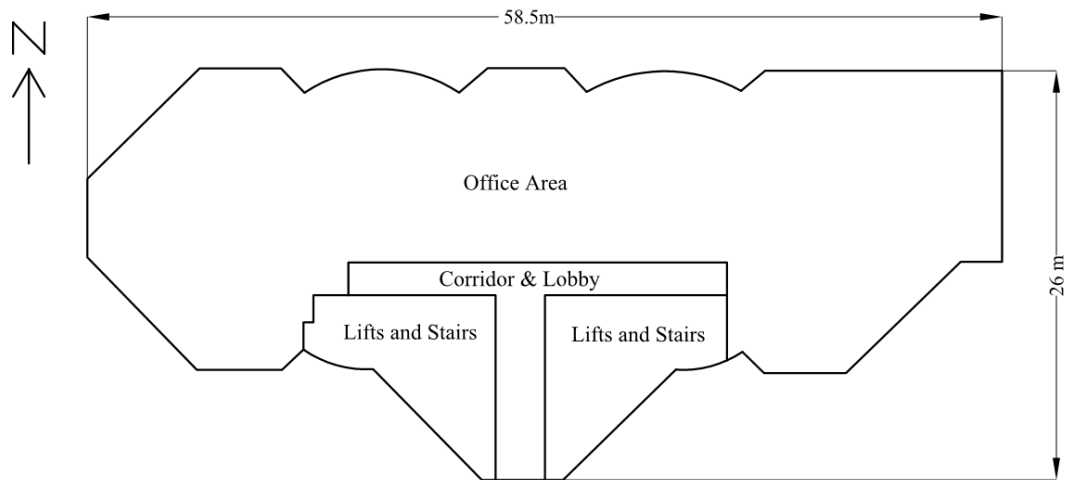 58.5m
N
Office Area
Corridor & Lobby
Lifts and Stairs
Lifts and Stairs
26 m